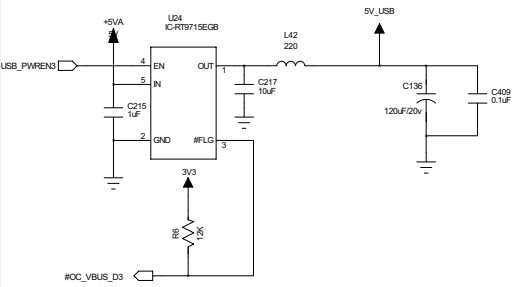 U24
IC-RT9715EGB
+5VA
5V
L42
220
5V_USB
USB_PWREN3
4
EN
OUT
1
5
IN
C217
10uF
C136
120uF/20v
C409
0.1uF
C215
1uF
2
GND
#FLG
3
3V3
R6
12K
#OC_VBUS_D3